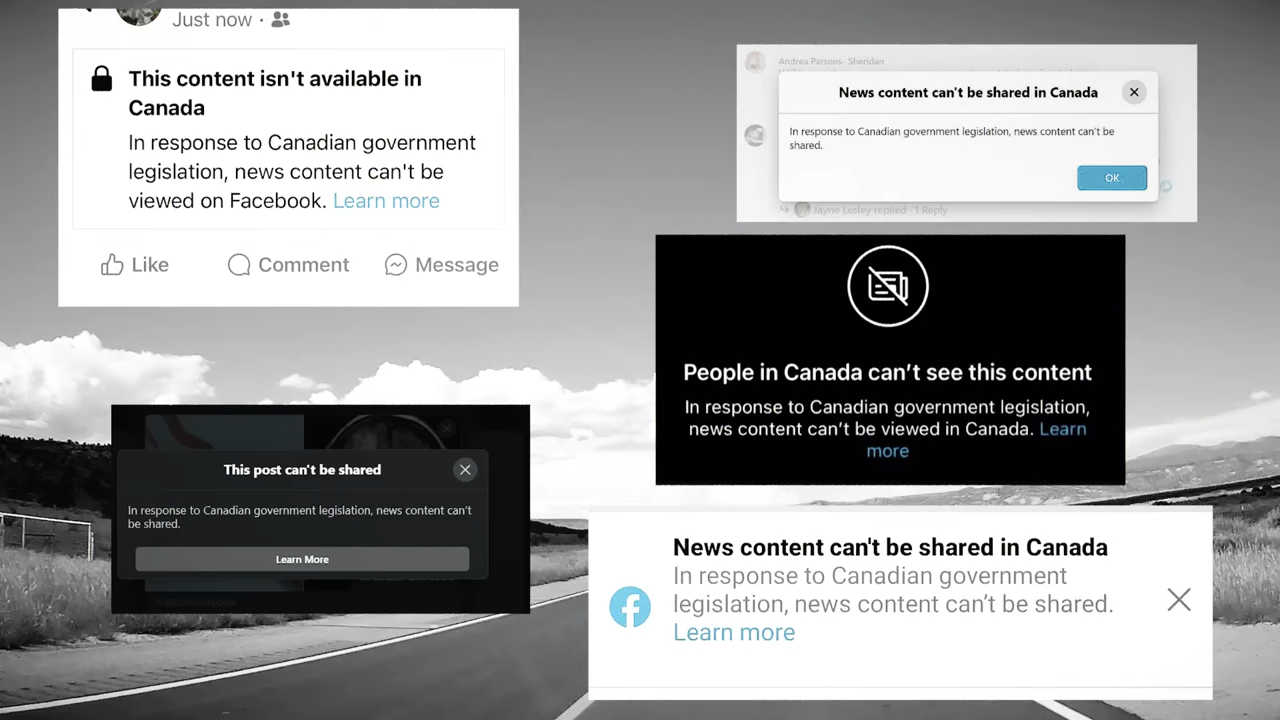 Just now ·
This content isn't available in
Canada
In response to Canadian government
legislation, news content can't be
viewed on Facebook. Learn more
Like
Comment
Message
Andrea Parsons- Sheridan
News content can't be shared in Canada
In response to Canadian government legislation, news content can't be
shared.
OK
Jayne Lesley replied · 1 Reply
People in Canada can't see this content
In response to Canadian government legislation,
news content can't be viewed in Canada. Learn
more
This post can't be shared
In response to Canadian government legislation, news content can't
be shared.
Learn More
News content can't be shared in Canada
In response to Canadian government
legislation, news content can't be shared.
Learn more